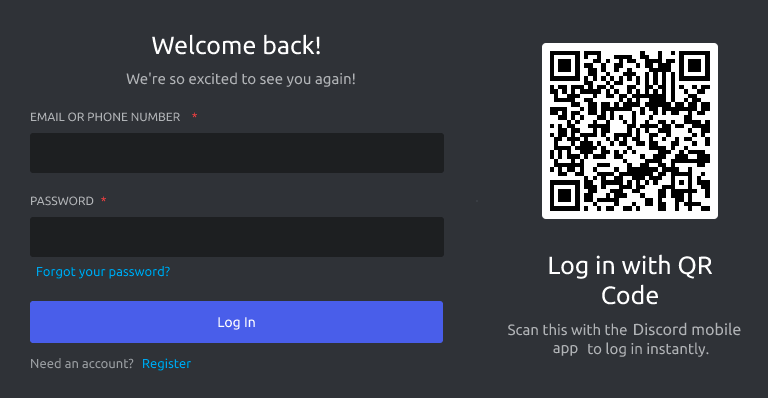 Welcome back!
We're so excited to see you again!
EMAIL OR PHONE NUMBER *
PASSWORD *
Forgot your password?
Log In
Need an account? Register
Log in with QR
Code
Scan this with the Discord mobile
app to log in instantly.